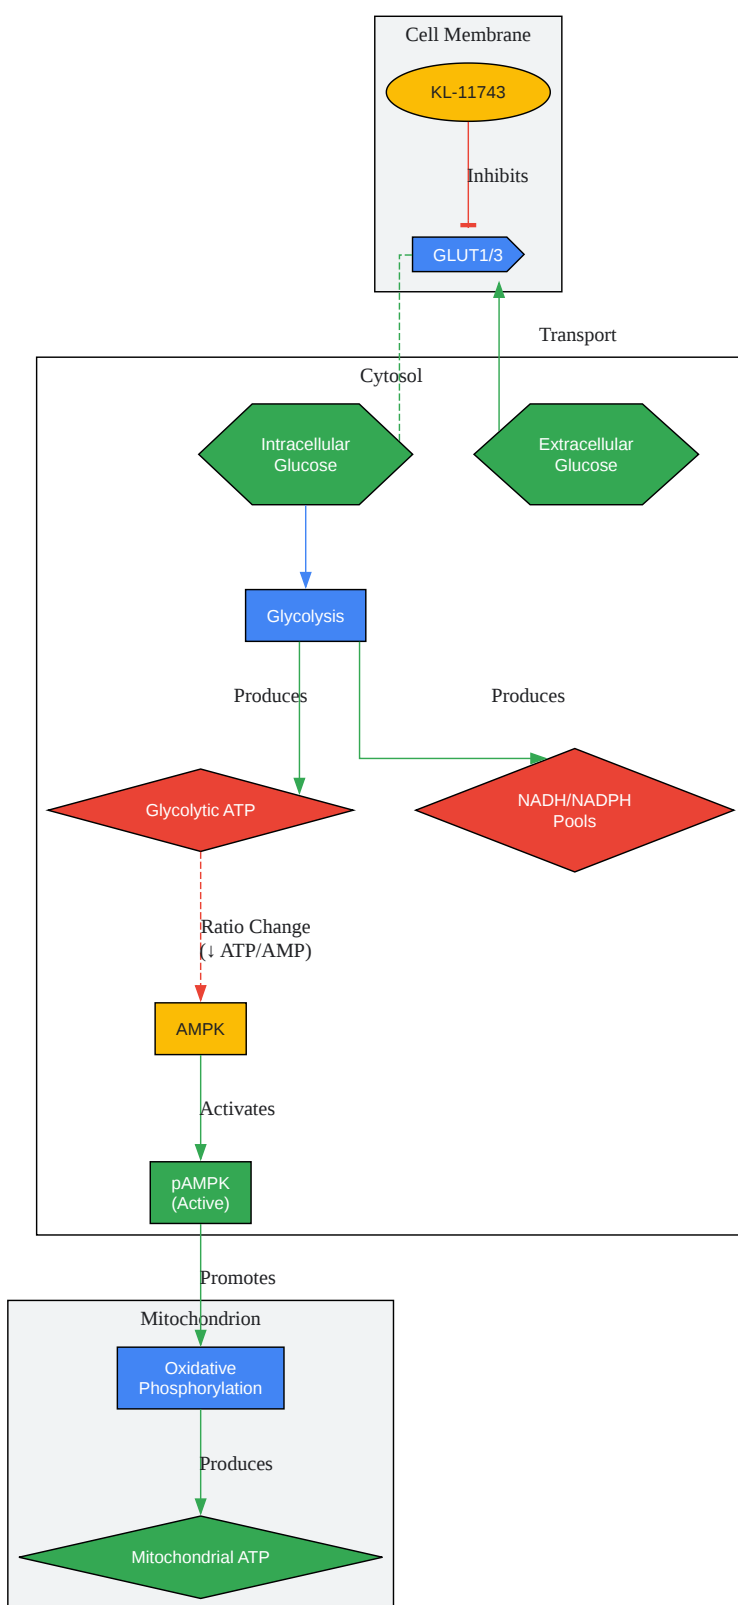 Cell Membrane
KL-11743
Inhibits
GLUT1/3
Transport
Cytosol
Intracellular
Glucose
Extracellular
Glucose
Glycolysis
Produces
Produces
Glycolytic ATP
NADH/NADPH
Pools
Ratio Change
(↓ ATP/AMP)
AMPK
Activates
pAMPK
(Active)
Promotes
Mitochondrion
Oxidative
Phosphorylation
Produces
Mitochondrial ATP